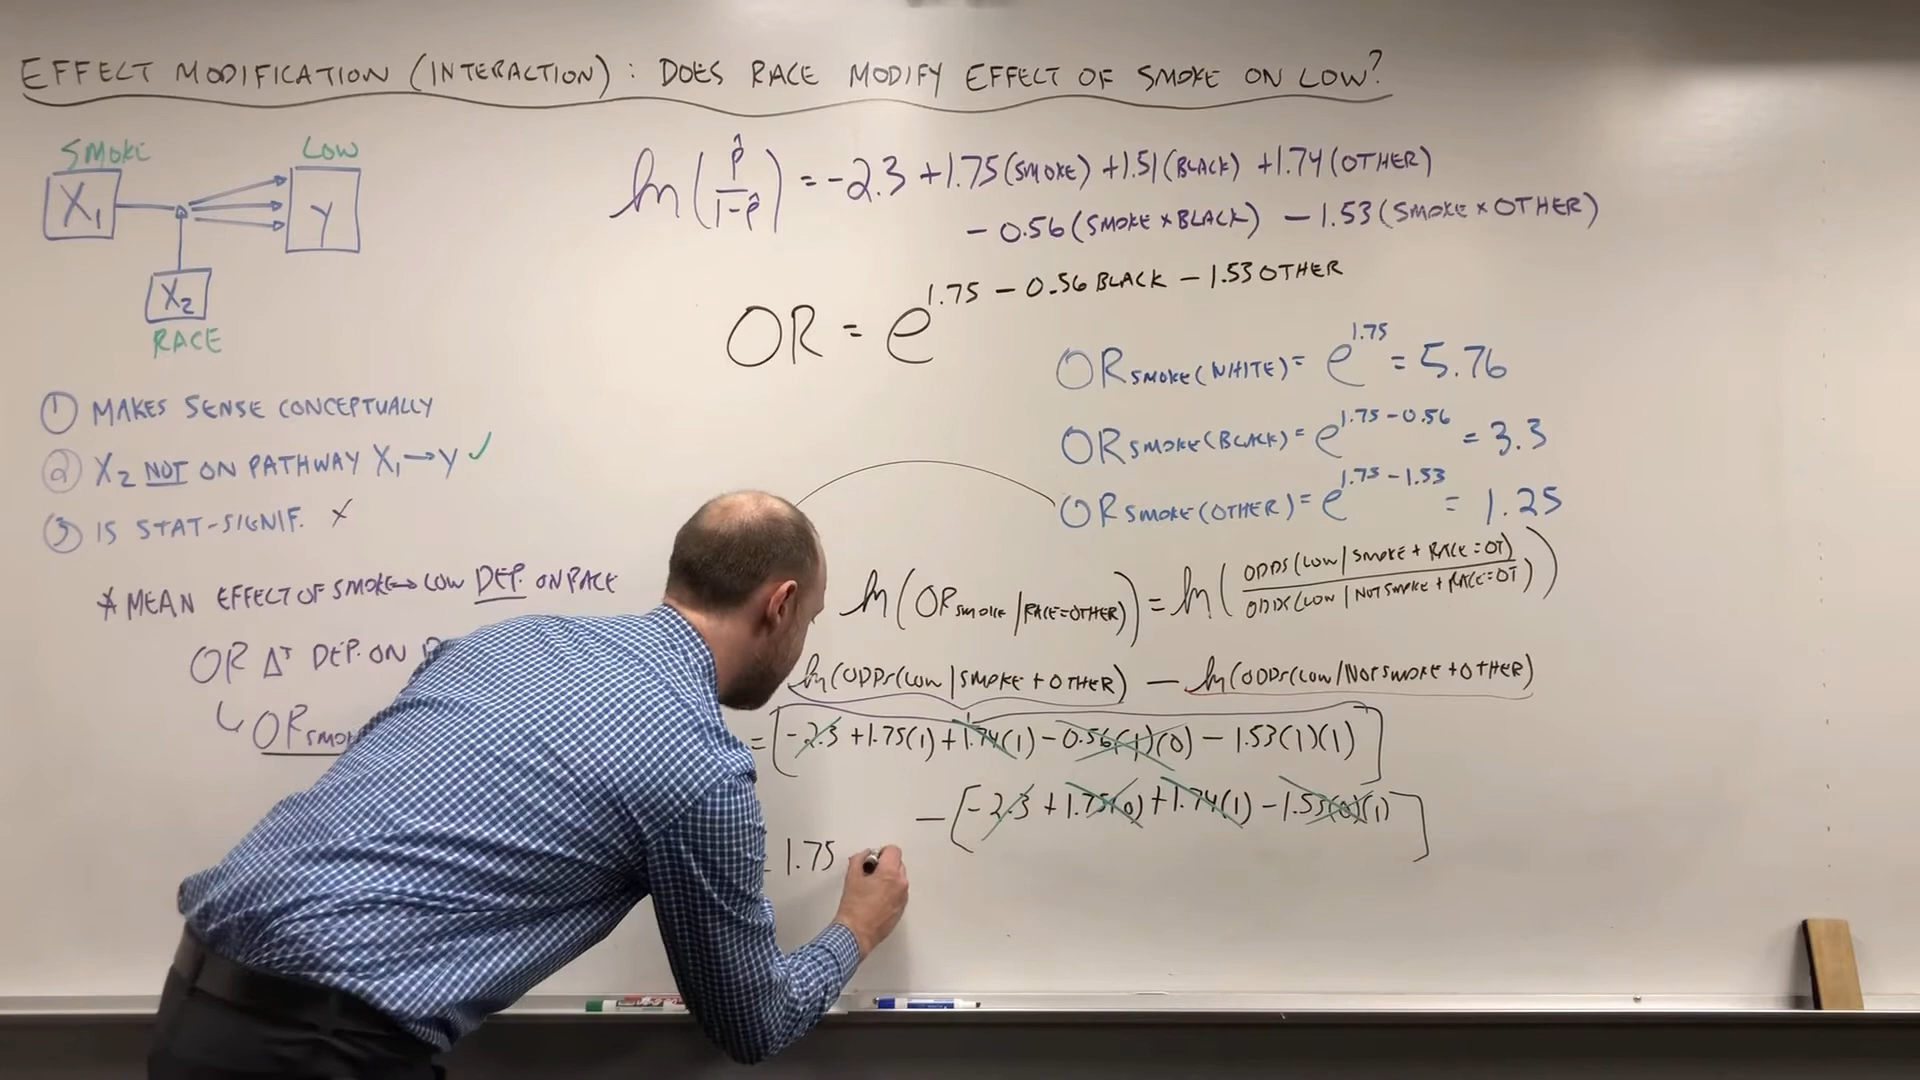 EFFECT MODIFICATION (INTERACTION): DOES RACE MODIFY EFFECT OF SMOKE ON LOW?
SMOKE
LOW
X₁
Y
X₂
RACE
ln(p̂/1-p̂) = -2.3 +1.75(SMOKE) +1.51(BLACK) +1.74(OTHER)
- 0.56(SMOKE×BLACK) - 1.53(SMOKE×OTHER)
OR = e^1.75 - 0.56 BLACK - 1.53 OTHER
OR SMOKE(WHITE) = e^1.75 = 5.76
OR SMOKE(BLACK) = e^1.75-0.56 = 3.3
OR SMOKE(OTHER) = e^1.75-1.53 = 1.25
① MAKES SENSE CONCEPTUALLY
② X₂ NOT ON PATHWAY X₁→Y ✓
③ IS STAT-SIGNIF. X
* MEAN EFFECT OF SMOKE→LOW DEP. ON RACE
OR Δ' DEP. ON
↳ OR SMO
ln(OR SMOKE | RACE=OTHER) = ln(ODDS(LOW | SMOKE + RACE=OT) / ODDS(LOW | NOT SMOKE + RACE=OT))
ln(ODDS(LOW | SMOKE + OTHER) - ln(ODDS(LOW | NOT SMOKE + OTHER)
= [-2.3 +1.75(1) +1.74(1) -0.56(1)(0) - 1.53(1)(1)]
- [-2.3 +1.75(0) +1.74(1) - 1.53(0)(1)]
1.75